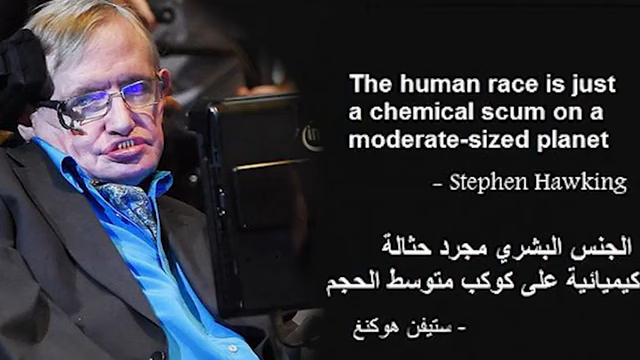 The human race is just
a chemical scum on a
moderate-sized planet
– Stephen Hawking
الجنس البشري مجرد حثالة
كيميائية على كوكب متوسط الحجم
- ستيفن هوكنغ